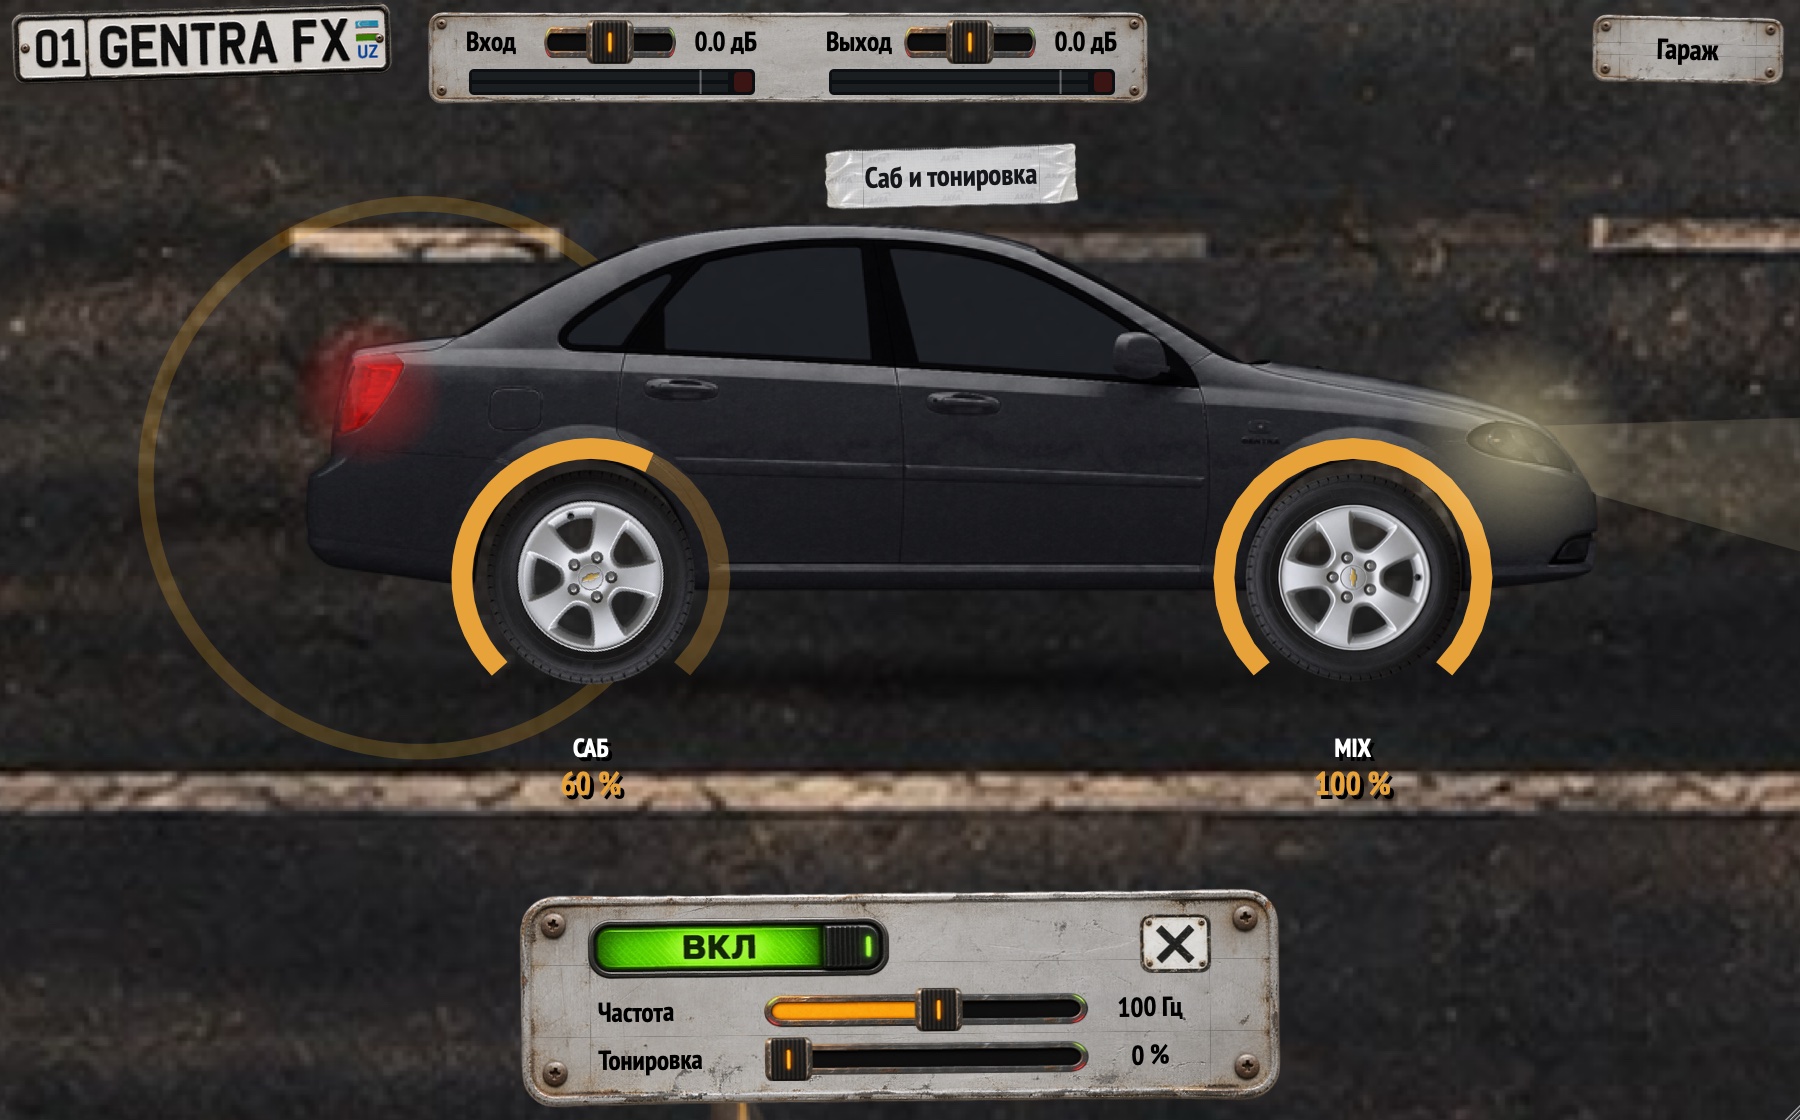 01 GENTRA FX UZ
Вход 0.0 дБ Выход 0.0 дБ
Гараж
Саб и тонировка
САБ MIX
60 % 100 %
ВКЛ
Частота 100 Гц
Тонировка 0 %